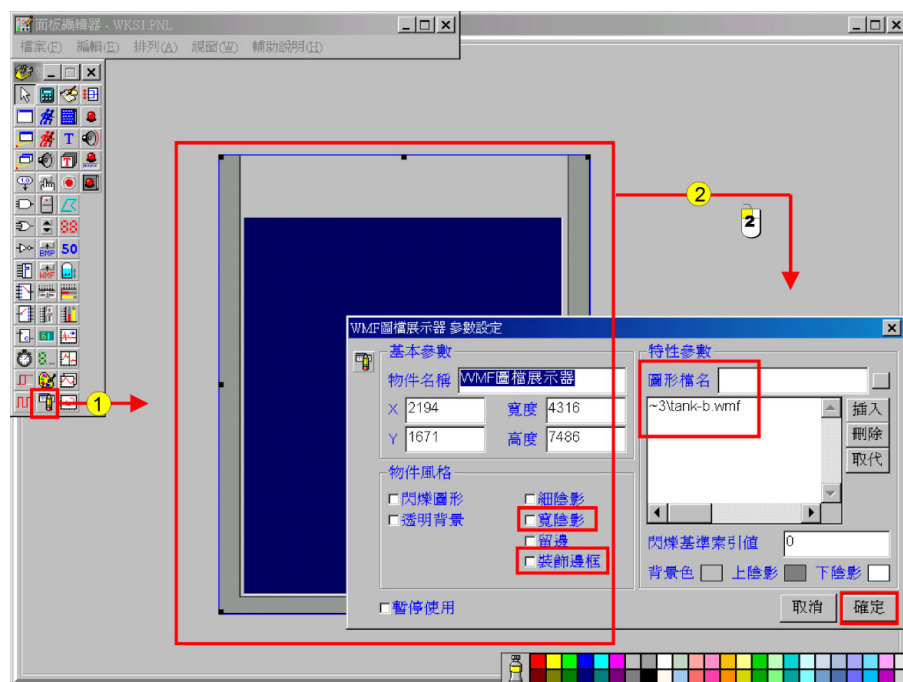 面板編輯器 - WKS1.PNL
檔案(F) 編輯(E) 排列(A) 視窗(W) 輔助說明(H)
T
T
1.0
88
BMP 50
WMF
61
8_
1
2
2
WMF圖檔展示器 參數設定
基本參數
物件名稱 WMF圖檔展示器
X 2194 寬度 4316
Y 1671 高度 7486
物件風格
閃爍圖形 細陰影
透明背景 寬陰影
留邊
裝飾邊框
暫停使用
特性參數
圖形檔名
~3\tank-b.wmf
插入
刪除
取代
閃爍基準索引值 0
背景色 上陰影 下陰影
取消 確定